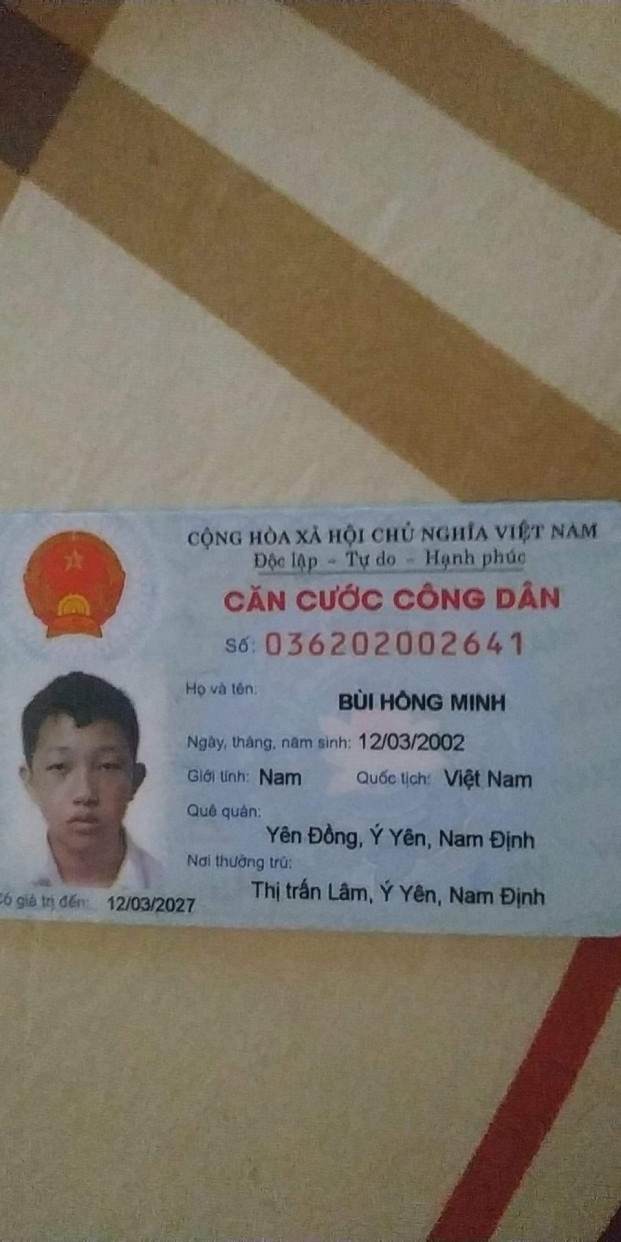 CỘNG HÒA XÃ HỘI CHỦ NGHĨA VIỆT NAM
Độc lập - Tự do - Hạnh phúc
CĂN CƯỚC CÔNG DÂN
Số: 036202002641
Họ và tên:
BÙI HỒNG MINH
Ngày, tháng, năm sinh: 12/03/2002
Giới tính: Nam Quốc tịch: Việt Nam
Quê quán:
Yên Đồng, Ý Yên, Nam Định
Nơi thường trú:
Thị trấn Lâm, Ý Yên, Nam Định
Có giá trị đến: 12/03/2027